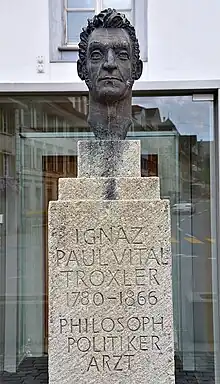 IGNAZ
PAUL VITAL
TROXLER
1780-1866
PHILOSOPH
POLITIKER
ARZT